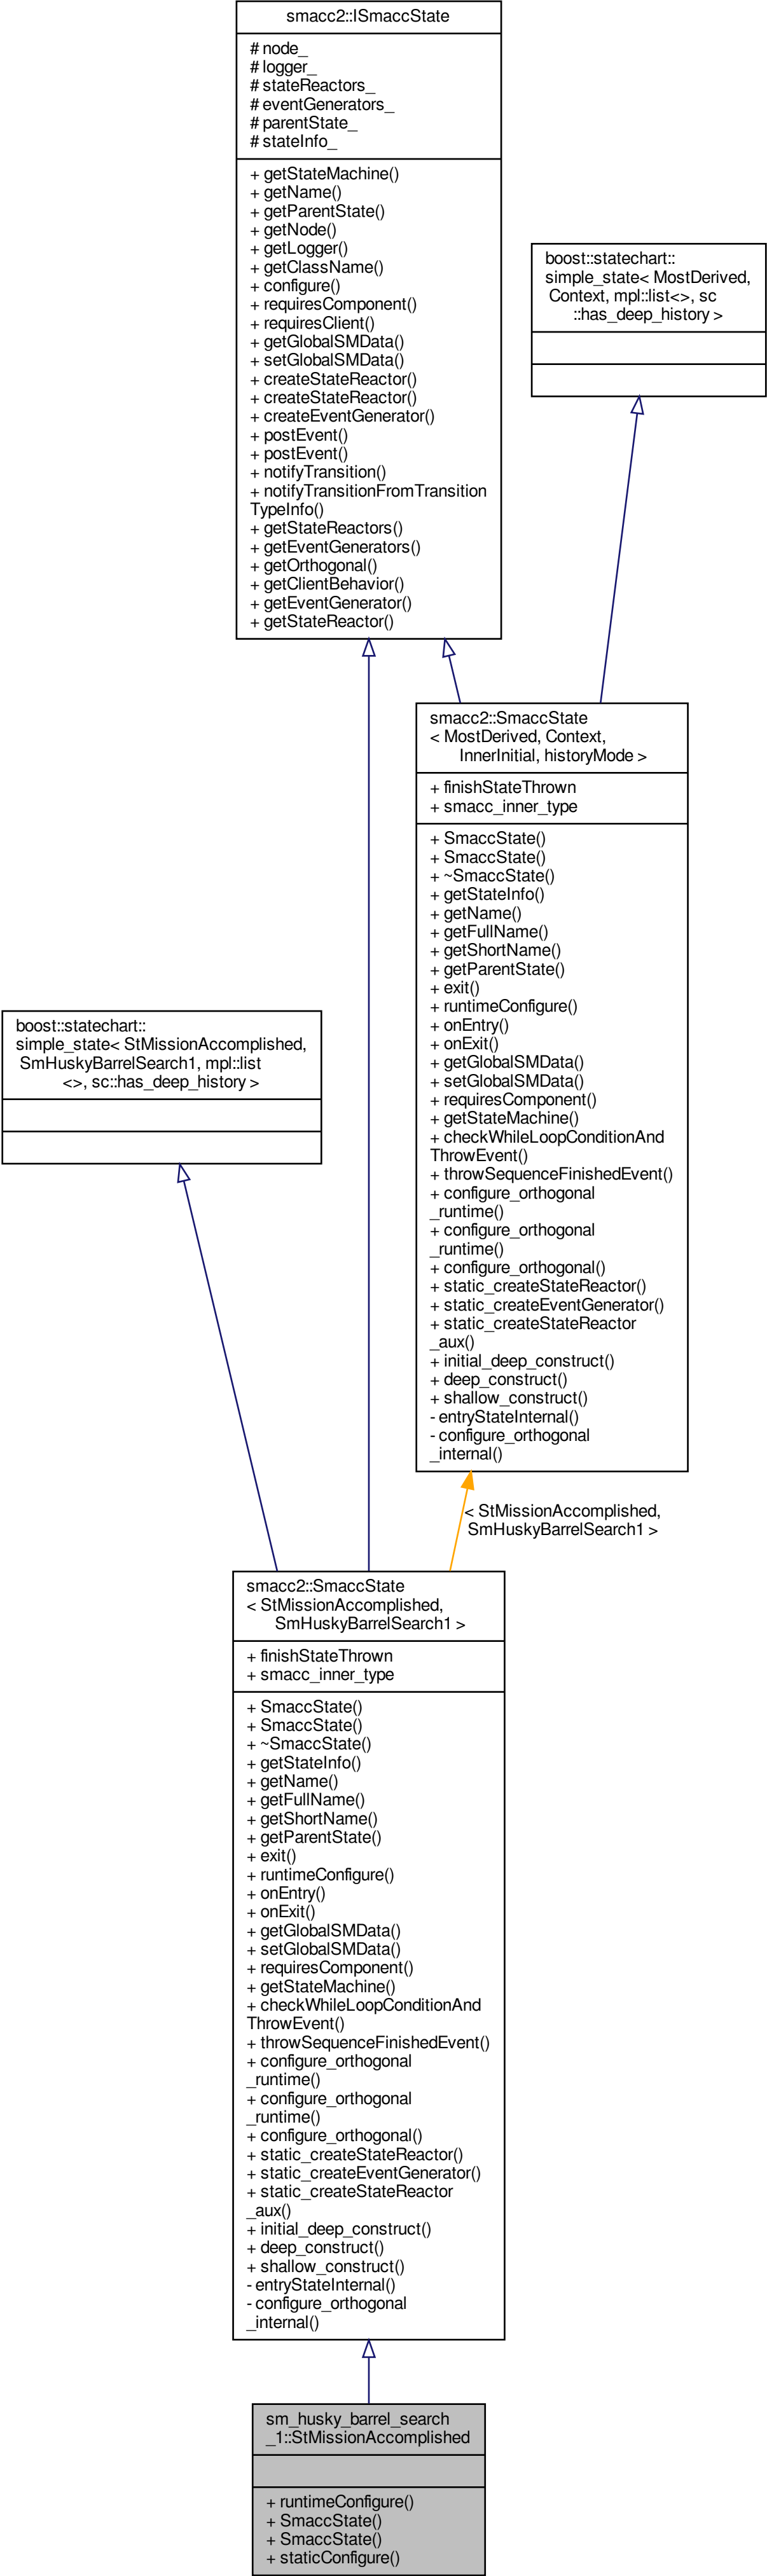 smacc2::ISmaccState
# node_
# logger_
# stateReactors_
# eventGenerators_
# parentState_
# stateInfo_
+ getStateMachine()
+ getName()
+ getParentState()
+ getNode()
+ getLogger()
+ getClassName()
+ configure()
+ requiresComponent()
+ requiresClient()
+ getGlobalSMData()
+ setGlobalSMData()
+ createStateReactor()
+ createStateReactor()
+ createEventGenerator()
+ postEvent()
+ postEvent()
+ notifyTransition()
+ notifyTransitionFromTransition
TypeInfo()
+ getStateReactors()
+ getEventGenerators()
+ getOrthogonal()
+ getClientBehavior()
+ getEventGenerator()
+ getStateReactor()
boost::statechart::
simple_state< MostDerived,
Context, mpl::list<>, sc
::has_deep_history >
smacc2::SmaccState
< MostDerived, Context,
InnerInitial, historyMode >
+ finishStateThrown
+ smacc_inner_type
+ SmaccState()
+ SmaccState()
+ ~SmaccState()
+ getStateInfo()
+ getName()
+ getFullName()
+ getShortName()
+ getParentState()
+ exit()
+ runtimeConfigure()
+ onEntry()
+ onExit()
+ getGlobalSMData()
+ setGlobalSMData()
+ requiresComponent()
+ getStateMachine()
+ checkWhileLoopConditionAnd
ThrowEvent()
+ throwSequenceFinishedEvent()
+ configure_orthogonal
_runtime()
+ configure_orthogonal
_runtime()
+ configure_orthogonal()
+ static_createStateReactor()
+ static_createEventGenerator()
+ static_createStateReactor
_aux()
+ initial_deep_construct()
+ deep_construct()
+ shallow_construct()
- entryStateInternal()
- configure_orthogonal
_internal()
boost::statechart::
simple_state< StMissionAccomplished,
SmHuskyBarrelSearch1, mpl::list
<>, sc::has_deep_history >
< StMissionAccomplished,
SmHuskyBarrelSearch1 >
smacc2::SmaccState
< StMissionAccomplished,
SmHuskyBarrelSearch1 >
+ finishStateThrown
+ smacc_inner_type
+ SmaccState()
+ SmaccState()
+ ~SmaccState()
+ getStateInfo()
+ getName()
+ getFullName()
+ getShortName()
+ getParentState()
+ exit()
+ runtimeConfigure()
+ onEntry()
+ onExit()
+ getGlobalSMData()
+ setGlobalSMData()
+ requiresComponent()
+ getStateMachine()
+ checkWhileLoopConditionAnd
ThrowEvent()
+ throwSequenceFinishedEvent()
+ configure_orthogonal
_runtime()
+ configure_orthogonal
_runtime()
+ configure_orthogonal()
+ static_createStateReactor()
+ static_createEventGenerator()
+ static_createStateReactor
_aux()
+ initial_deep_construct()
+ deep_construct()
+ shallow_construct()
- entryStateInternal()
- configure_orthogonal
_internal()
sm_husky_barrel_search
_1::StMissionAccomplished
+ runtimeConfigure()
+ SmaccState()
+ SmaccState()
+ staticConfigure()